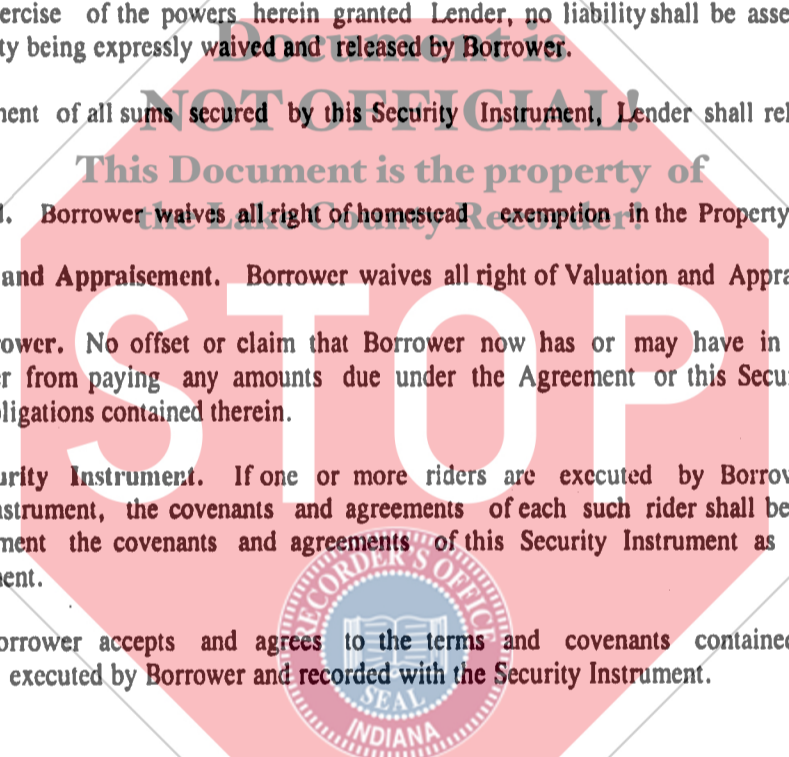 ercise of the powers herein granted Lender, no liability shall be asse
ty being expressly waived and released by Borrower.
Document is
nent of all sums secured by this Security Instrument, Lender shall rel
NOT OFFICIAL!
This Document is the property of
the Lake County Recorder!
l. Borrower waives all right of homestead exemption in the Property
and Appraisement. Borrower waives all right of Valuation and Appra
STOP
rower. No offset or claim that Borrower now has or may have in
er from paying any amounts due under the Agreement or this Secu
bligations contained therein.
urity Instrument. If one or more riders are executed by Borrov
nstrument, the covenants and agreements of each such rider shall be
ment the covenants and agreements of this Security Instrument as
nent.
RECORDER'S OFFICE
orrower accepts and agrees to the terms and covenants contained
executed by Borrower and recorded with the Security Instrument.
SEAL
INDIANA